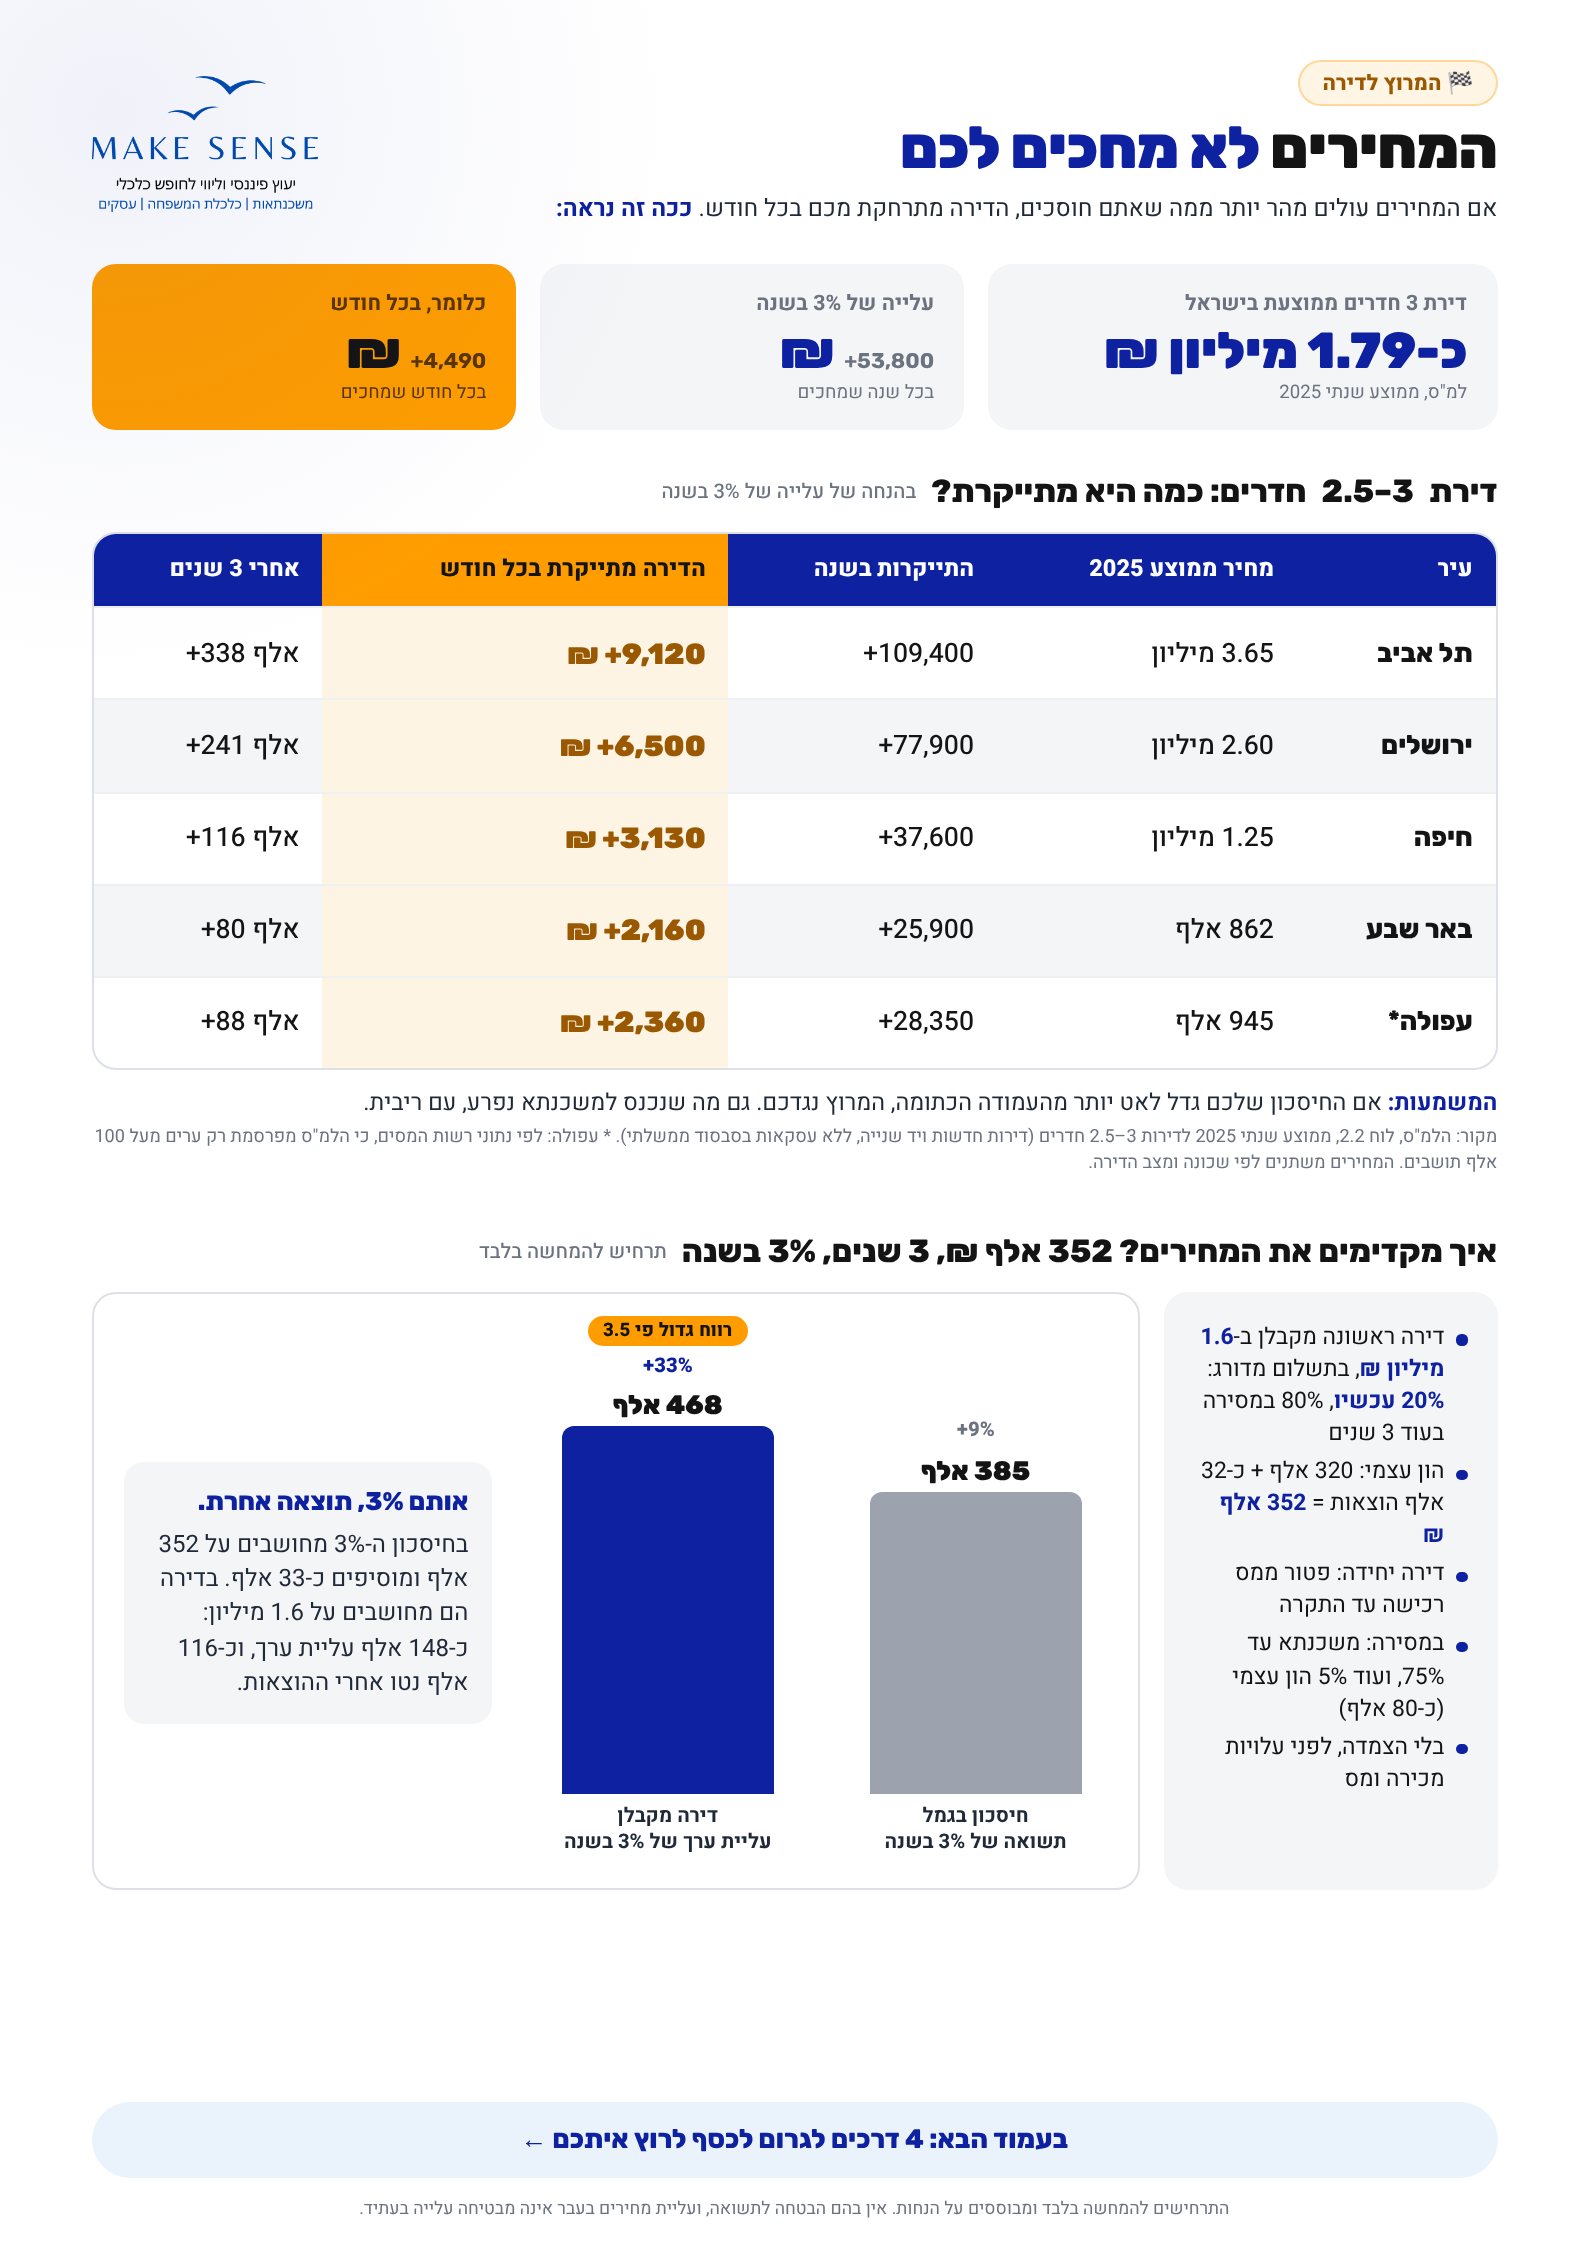 🏁 המרוץ לדירה
המחירים לא מחכים לכם
אם המחירים עולים מהר יותר ממה שאתם חוסכים, הדירה מתרחקת מכם בכל חודש. ככה זה נראה:
MAKE SENSE
יעוץ פיננסי וליווי לחופש כלכלי
משכנתאות | כלכלת המשפחה | עסקים
דירת 3 חדרים ממוצעת בישראל
כ-1.79 מיליון ₪
למ"ס, ממוצע שנתי 2025
עלייה של 3% בשנה
+53,800 ₪
בכל שנה שמחכים
כלומר, בכל חודש
+4,490 ₪
בכל חודש שמחכים
דירת 2.5–3 חדרים: כמה היא מתייקרת? בהנחה של עלייה של 3% בשנה
עיר מחיר ממוצע 2025 התייקרות בשנה הדירה מתייקרת בכל חודש אחרי 3 שנים
תל אביב 3.65 מיליון +109,400 +9,120 ₪ +338 אלף
ירושלים 2.60 מיליון +77,900 +6,500 ₪ +241 אלף
חיפה 1.25 מיליון +37,600 +3,130 ₪ +116 אלף
באר שבע 862 אלף +25,900 +2,160 ₪ +80 אלף
עפולה* 945 אלף +28,350 +2,360 ₪ +88 אלף
המשמעות: אם החיסכון שלכם גדל לאט יותר מהעמודה הכתומה, המרוץ נגדכם. גם מה שנכנס למשכנתא נפרע, עם ריבית.
מקור: הלמ"ס, לוח 2.2, ממוצע שנתי 2025 לדירות 2.5–3 חדרים (דירות חדשות ויד שנייה, ללא עסקאות בסבסוד ממשלתי). * עפולה: לפי נתוני רשות המסים, כי הלמ"ס מפרסמת רק ערים מעל 100
אלף תושבים. המחירים משתנים לפי שכונה ומצב הדירה.
איך מקדימים את המחירים? 352 אלף ₪, 3 שנים, 3% בשנה תרחיש להמחשה בלבד
דירה ראשונה מקבלן ב-1.6
מיליון ₪, בתשלום מדורג:
20% עכשיו, 80% במסירה
בעוד 3 שנים
הון עצמי: 320 אלף + כ-32
אלף הוצאות = 352 אלף
₪
דירה יחידה: פטור ממס
רכישה עד התקרה
במסירה: משכנתא עד
75%, ועוד 5% הון עצמי
(כ-80 אלף)
בלי הצמדה, לפני עלויות
מכירה ומס
+9%
385 אלף
חיסכון בגמל
תשואה של 3% בשנה
רווח גדול פי 3.5
+33%
468 אלף
דירה מקבלן
עליית ערך של 3% בשנה
אותם 3%, תוצאה אחרת.
בחיסכון ה-3% מחושבים על 352
אלף ומוסיפים כ-33 אלף. בדירה
הם מחושבים על 1.6 מיליון:
כ-148 אלף עליית ערך, וכ-116
אלף נטו אחרי ההוצאות.
בעמוד הבא: 4 דרכים לגרום לכסף לרוץ איתכם ←
התרחישים להמחשה בלבד ומבוססים על הנחות. אין בהם הבטחה לתשואה, ועליית מחירים בעבר אינה מבטיחה עלייה בעתיד.